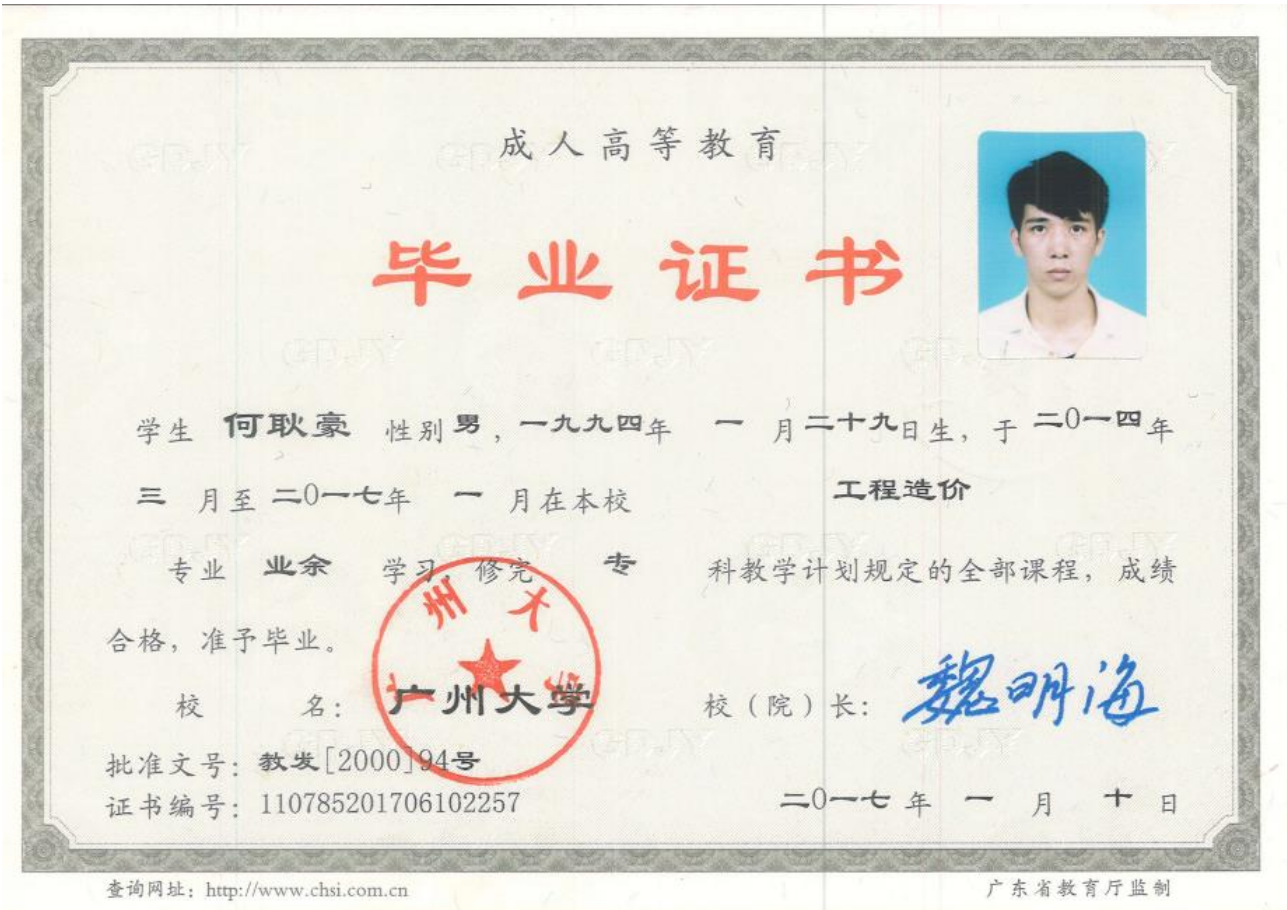 成人高等教育
毕业证书
学生 何耿豪 性别 男，一九九四年 一 月二十九日生，于 二0一四年
三 月至 二0一七年 一 月在本校 工程造价
专业 业余 学习，修完 专 科教学计划规定的全部课程，成绩
合格，准予毕业。
广州大学
校 名：广州大学 校（院）长：魏明海
批准文号：教发[2000]94号
证书编号：110785201706102257 二0一七 年 一 月 十 日
查询网址：http://www.chsi.com.cn 广东省教育厅监制
GDJY